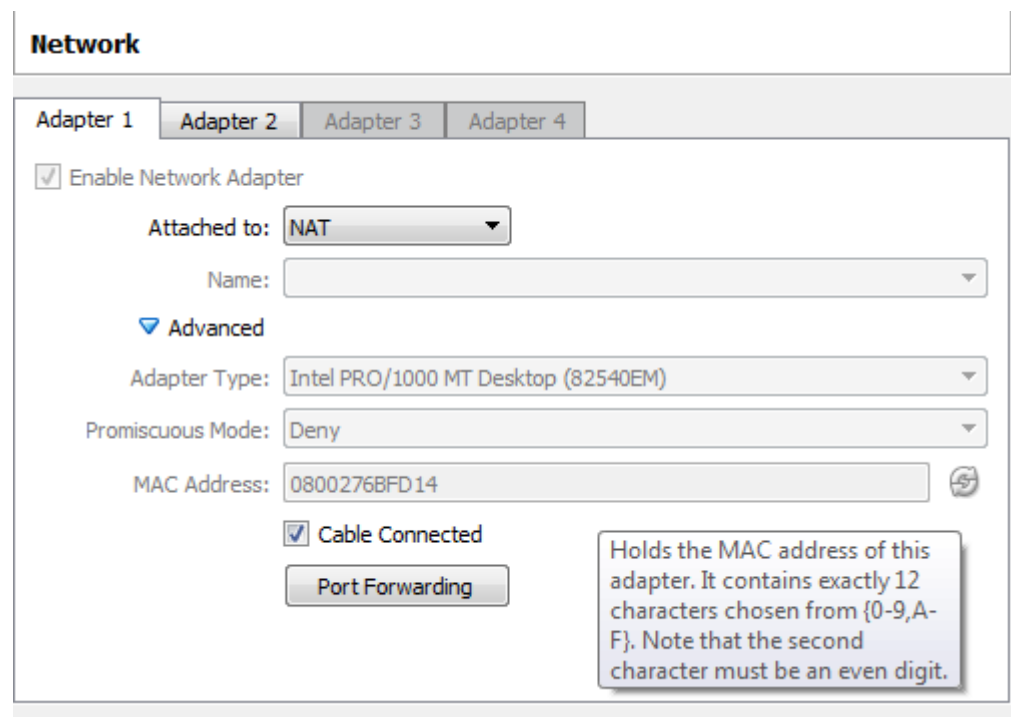 Network
Adapter 1 Adapter 2 Adapter 3 Adapter 4
Enable Network Adapter
Attached to: NAT
Name:
Advanced
Adapter Type: Intel PRO/1000 MT Desktop (82540EM)
Promiscuous Mode: Deny
MAC Address: 0800276BFD14
Cable Connected
Port Forwarding
Holds the MAC address of this
adapter. It contains exactly 12
characters chosen from {0-9,A-
F}. Note that the second
character must be an even digit.